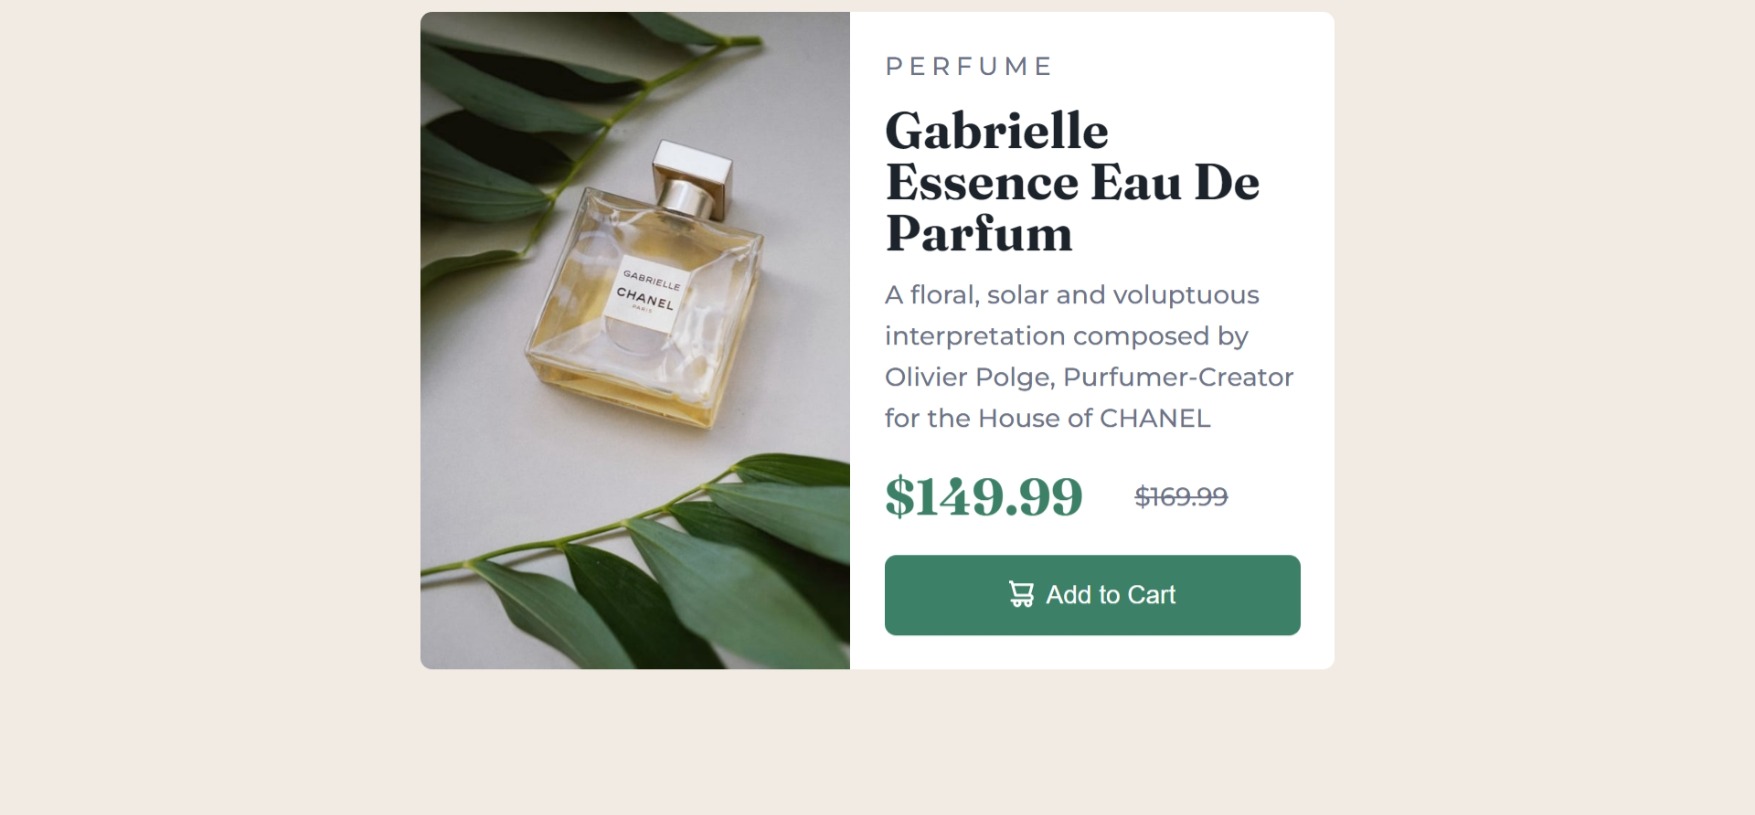 PERFUME
Gabrielle
Essence Eau De
Parfum
A floral, solar and voluptuous
interpretation composed by
Olivier Polge, Purfumer-Creator
for the House of CHANEL
$149.99 $169.99
Add to Cart
GABRIELLE
CHANEL
PARIS